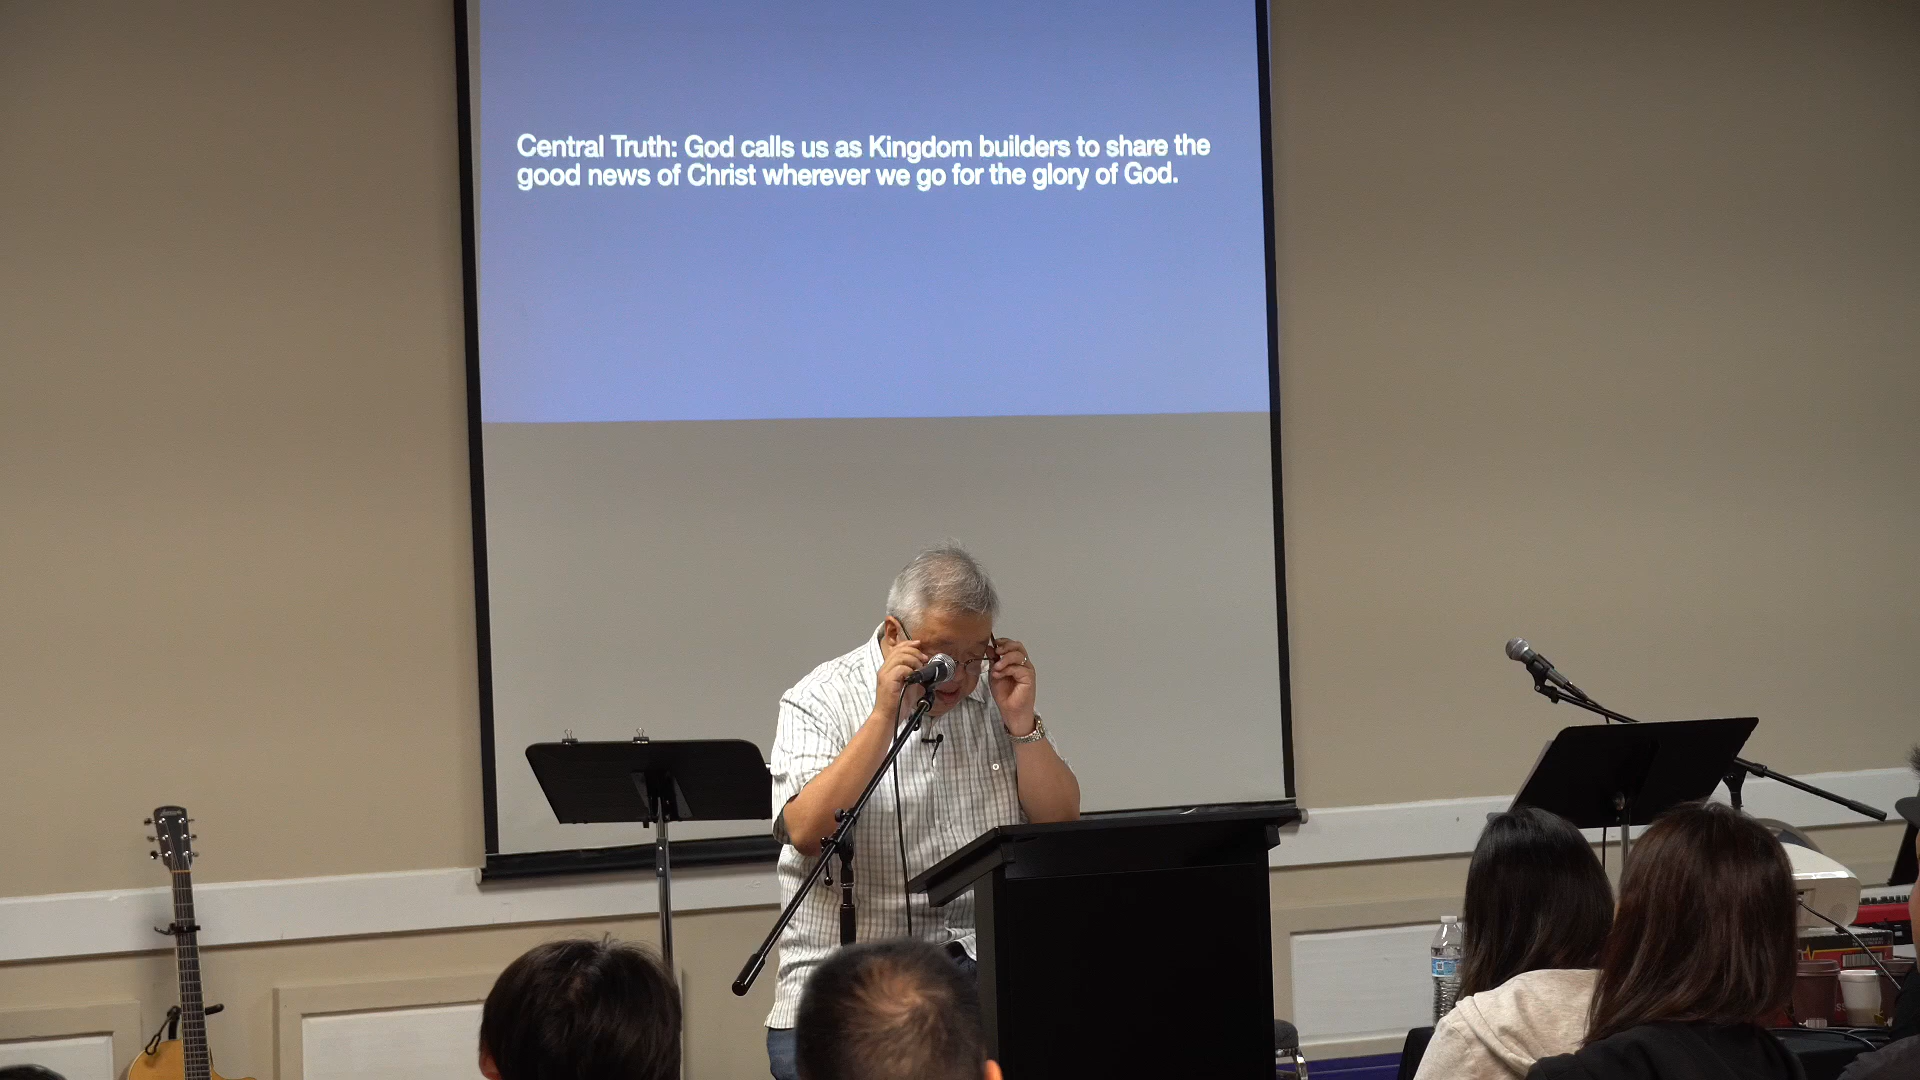 Central Truth: God calls us as Kingdom builders to share the
good news of Christ wherever we go for the glory of God.